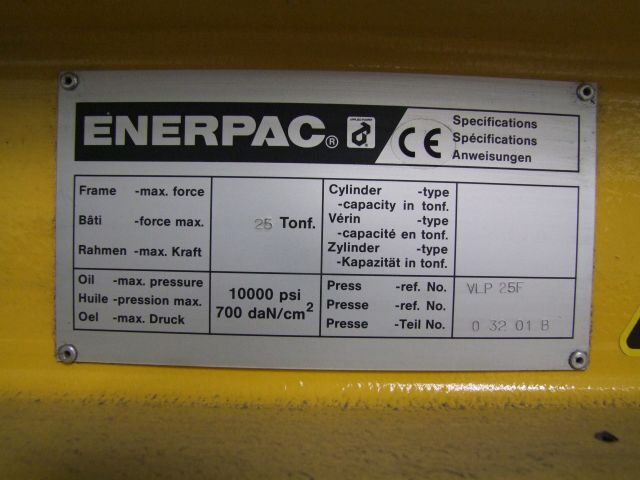 ENERPAC® CE
Specifications
Spécifications
Anweisungen
Frame -max. force
Bâti -force max.
Rahmen -max. Kraft
25 Tonf.
Cylinder -type
-capacity in tonf.
Vérin -type
-capacité en tonf.
Zylinder -type
-Kapazität in tonf.
Oil -max. pressure
Huile -pression max.
Oel -max. Druck
10000 psi
700 daN/cm²
Press -ref. No. VLP 25F
Presse -ref. No.
Presse -Teil No. 0 32 01 B